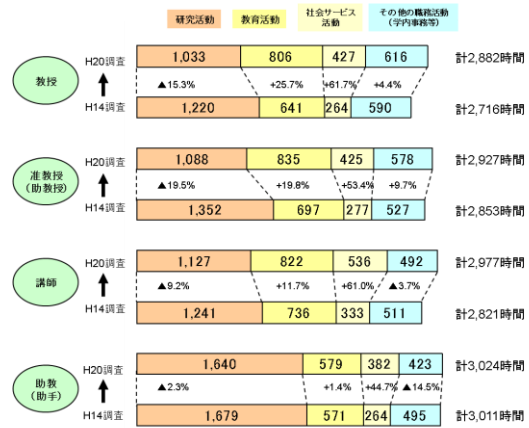 研究活動 教育活動 社会サービス活動 その他の職務活動(学内事務等)
H20調査 1,033 806 427 616 計2,882時間
教授 ▲15.3% +25.7% +61.7% +4.4%
H14調査 1,220 641 264 590 計2,716時間
H20調査 1,088 835 425 578 計2,927時間
准教授(助教授) ▲19.5% +19.8% +53.4% +9.7%
H14調査 1,352 697 277 527 計2,853時間
H20調査 1,127 822 536 492 計2,977時間
講師 ▲9.2% +11.7% +61.0% ▲3.7%
H14調査 1,241 736 333 511 計2,821時間
H20調査 1,640 579 382 423 計3,024時間
助教(助手) ▲2.3% +1.4% +44.7% ▲14.5%
H14調査 1,679 571 264 495 計3,011時間